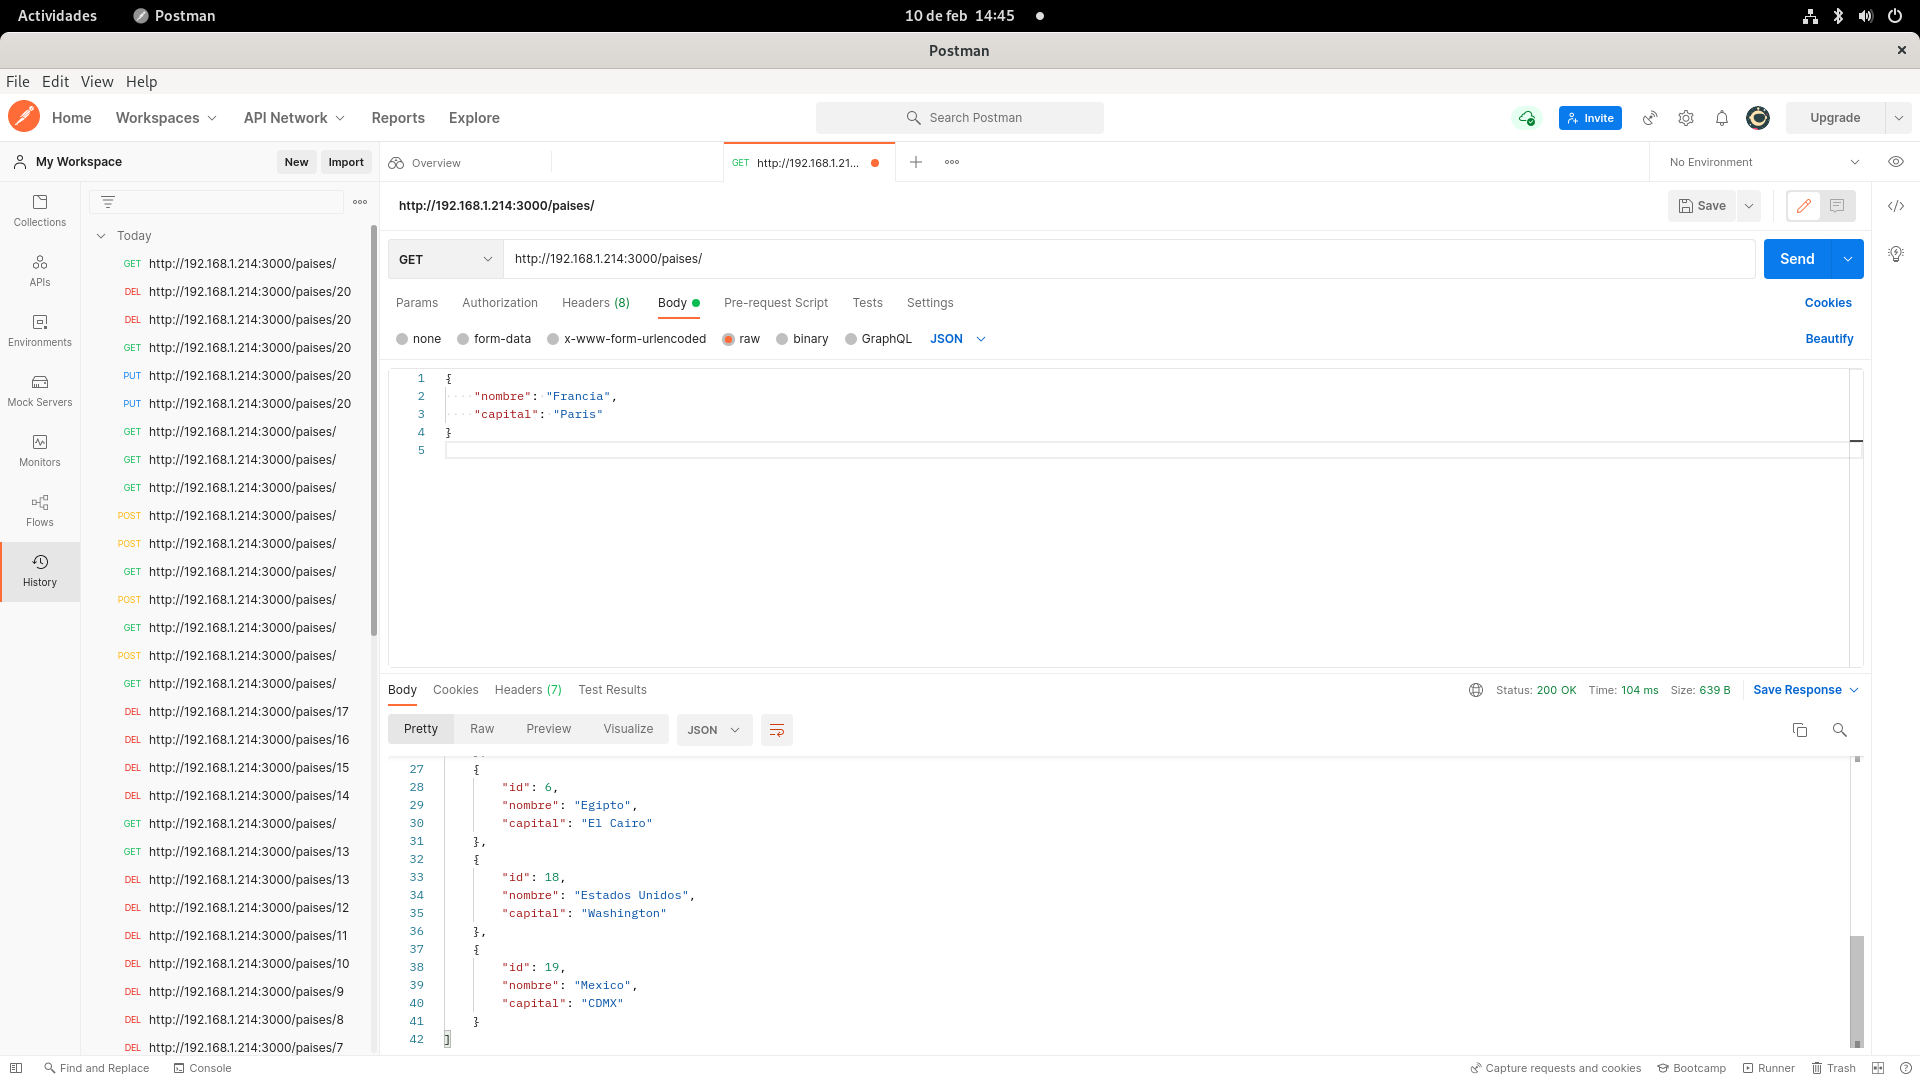 Actividades Postman 10 de feb 14:45
Postman
File Edit View Help
Home Workspaces API Network Reports Explore Search Postman Invite Upgrade
My Workspace New Import Overview GET http://192.168.1.21... No Environment
http://192.168.1.214:3000/paises/ Save
GET http://192.168.1.214:3000/paises/ Send
Params Authorization Headers (8) Body Pre-request Script Tests Settings Cookies
none form-data x-www-form-urlencoded raw binary GraphQL JSON Beautify
1 {
2 "nombre": "Francia",
3 "capital": "Paris"
4 }
5
Collections
APIs
Environments
Mock Servers
Monitors
Flows
History
Today
GET http://192.168.1.214:3000/paises/
DEL http://192.168.1.214:3000/paises/20
DEL http://192.168.1.214:3000/paises/20
GET http://192.168.1.214:3000/paises/20
PUT http://192.168.1.214:3000/paises/20
PUT http://192.168.1.214:3000/paises/20
GET http://192.168.1.214:3000/paises/
GET http://192.168.1.214:3000/paises/
GET http://192.168.1.214:3000/paises/
POST http://192.168.1.214:3000/paises/
POST http://192.168.1.214:3000/paises/
GET http://192.168.1.214:3000/paises/
POST http://192.168.1.214:3000/paises/
GET http://192.168.1.214:3000/paises/
POST http://192.168.1.214:3000/paises/
GET http://192.168.1.214:3000/paises/
DEL http://192.168.1.214:3000/paises/17
DEL http://192.168.1.214:3000/paises/16
DEL http://192.168.1.214:3000/paises/15
DEL http://192.168.1.214:3000/paises/14
GET http://192.168.1.214:3000/paises/
GET http://192.168.1.214:3000/paises/13
DEL http://192.168.1.214:3000/paises/13
DEL http://192.168.1.214:3000/paises/12
DEL http://192.168.1.214:3000/paises/11
DEL http://192.168.1.214:3000/paises/10
DEL http://192.168.1.214:3000/paises/9
DEL http://192.168.1.214:3000/paises/8
DEL http://192.168.1.214:3000/paises/7
Body Cookies Headers (7) Test Results Status: 200 OK Time: 104 ms Size: 639 B Save Response
Pretty Raw Preview Visualize JSON
27 {
28 "id": 6,
29 "nombre": "Egipto",
30 "capital": "El Cairo"
31 },
32 {
33 "id": 18,
34 "nombre": "Estados Unidos",
35 "capital": "Washington"
36 },
37 {
38 "id": 19,
39 "nombre": "Mexico",
40 "capital": "CDMX"
41 }
42 ]
Find and Replace Console Capture requests and cookies Bootcamp Runner Trash